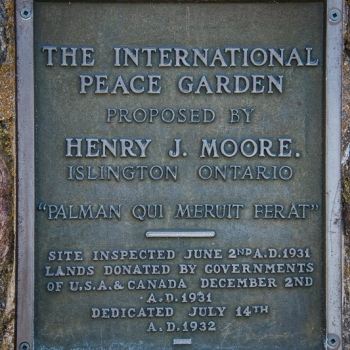 THE INTERNATIONAL
PEACE GARDEN
PROPOSED BY
HENRY J. MOORE.
ISLINGTON ONTARIO
"PALMAN QUI MERUIT FERAT"
SITE INSPECTED JUNE 2ND A.D.1931
LANDS DONATED BY GOVERNMENTS
OF U.S.A. & CANADA DECEMBER 2ND
A.D.1931
DEDICATED JULY 14TH
A.D.1932